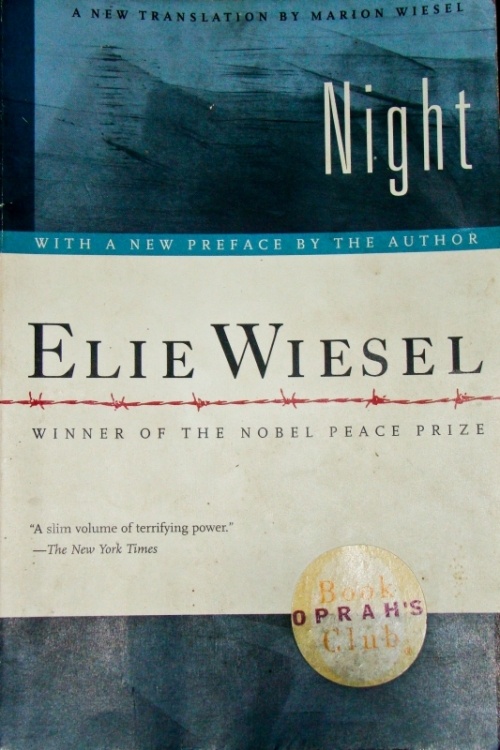 A NEW TRANSLATION BY MARION WIESEL
Night
WITH A NEW PREFACE BY THE AUTHOR
ELIE WIESEL
WINNER OF THE NOBEL PEACE PRIZE
"A slim volume of terrifying power."
—The New York Times
Book
OPRAH'S
Club